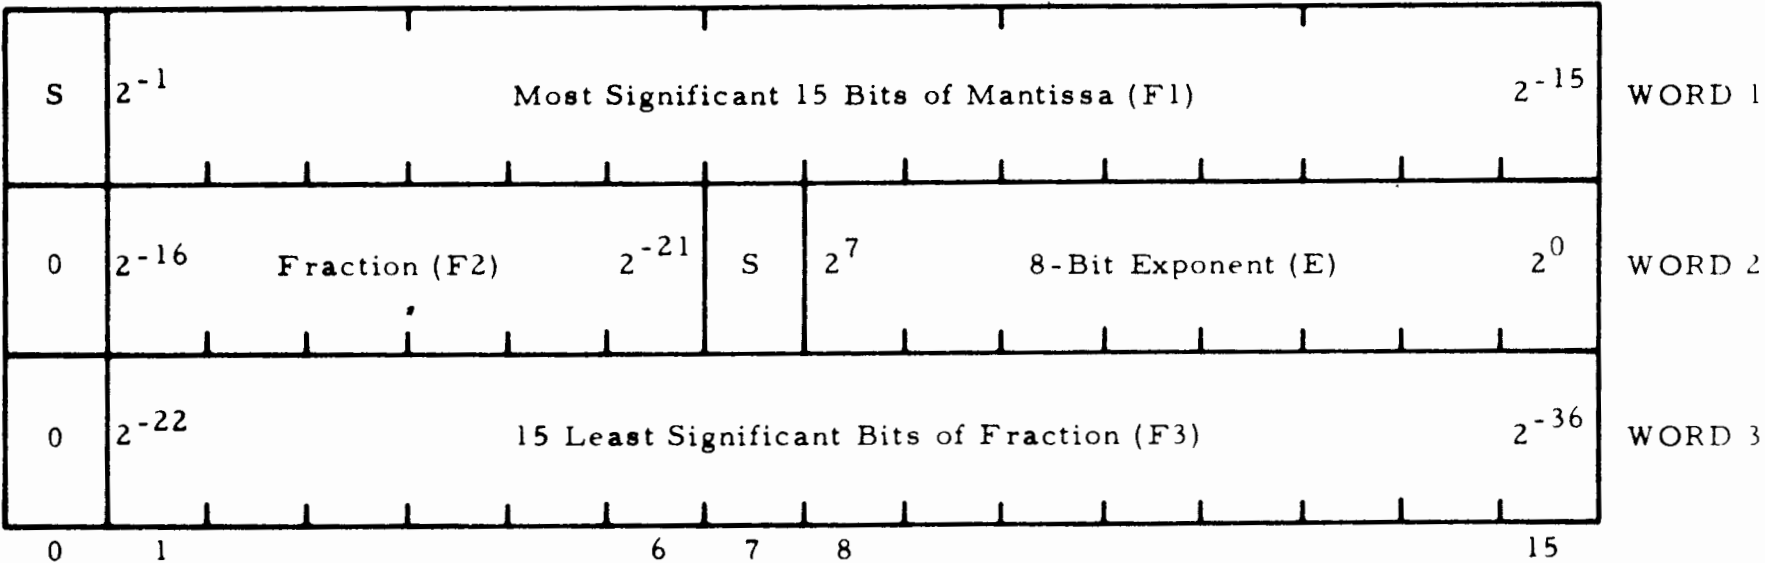 S 2^-1 Most Significant 15 Bits of Mantissa (F1) 2^-15 WORD 1
0 2^-16 Fraction (F2) 2^-21 S 2^7 8-Bit Exponent (E) 2^0 WORD 2
0 2^-22 15 Least Significant Bits of Fraction (F3) 2^-36 WORD 3
0 1 6 7 8 15